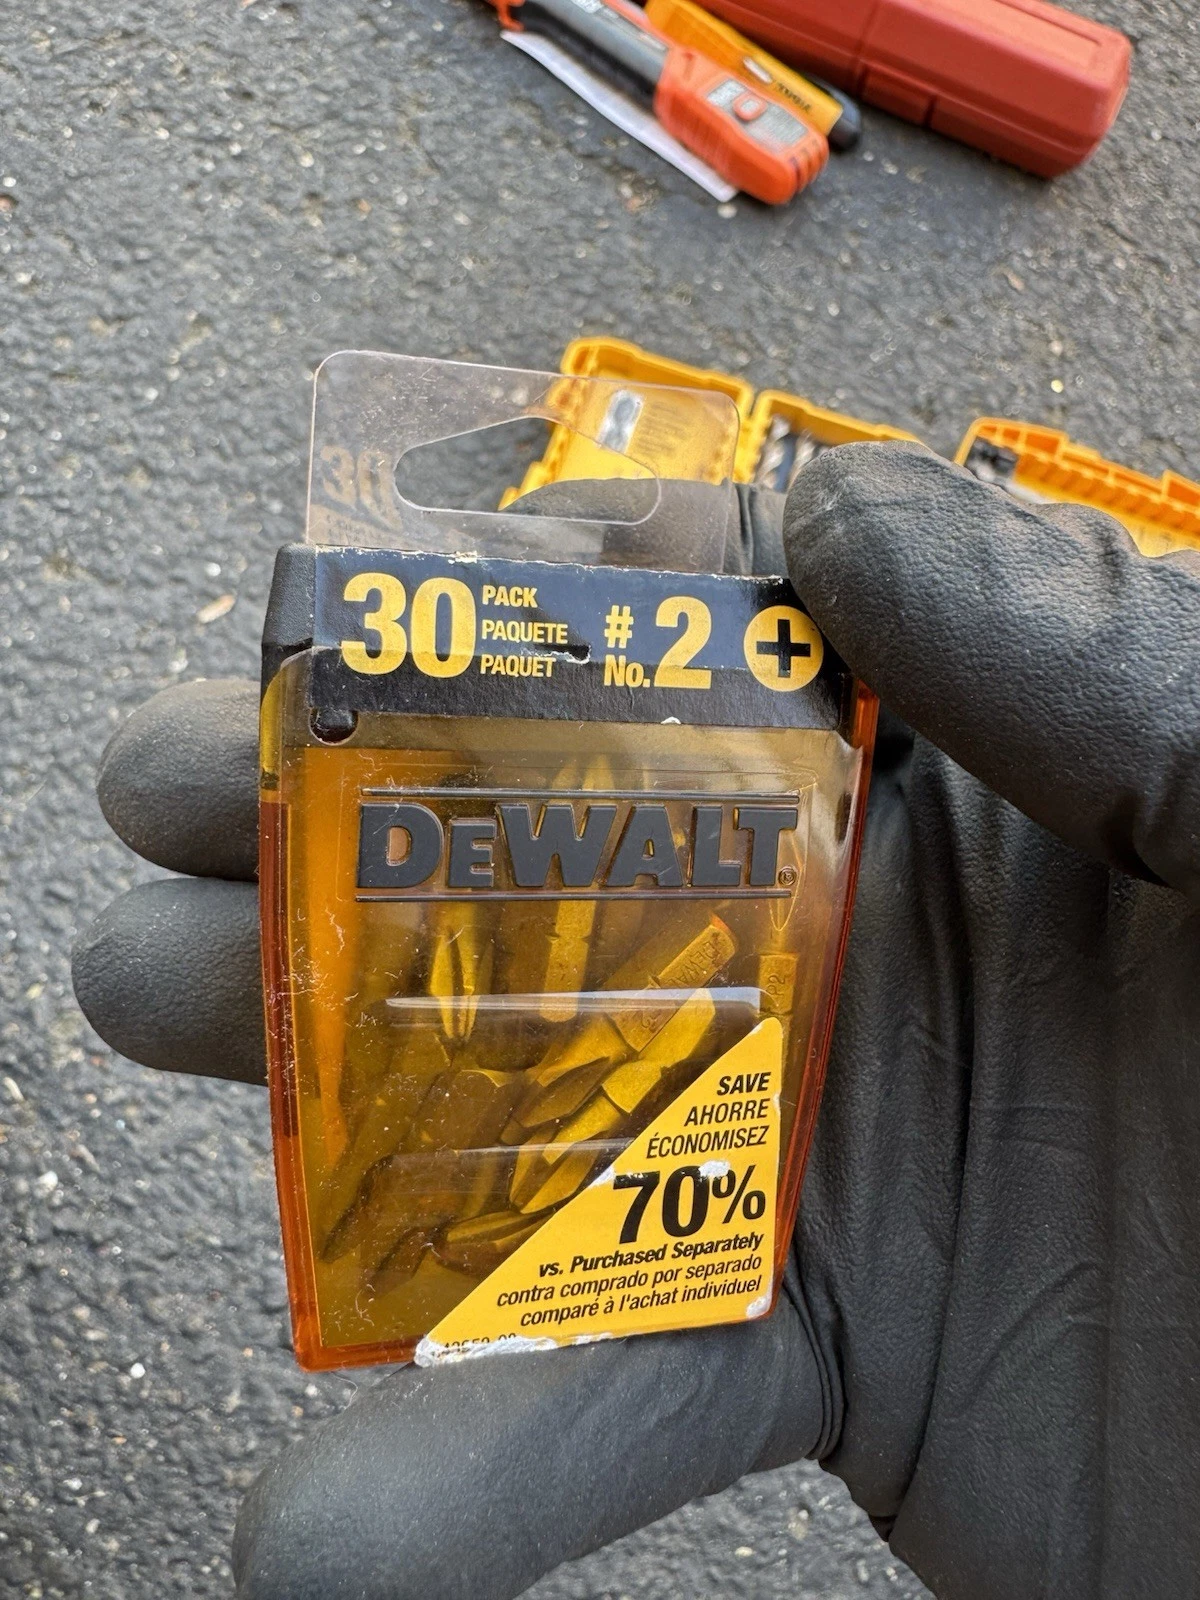 30
PACK
PAQUETE
PAQUET
#
No. 2
DEWALT
P2
SAVE
AHORRE
ÉCONOMISEZ
70%
vs. Purchased Separately
contra comprado por separado
comparé à l'achat individuel